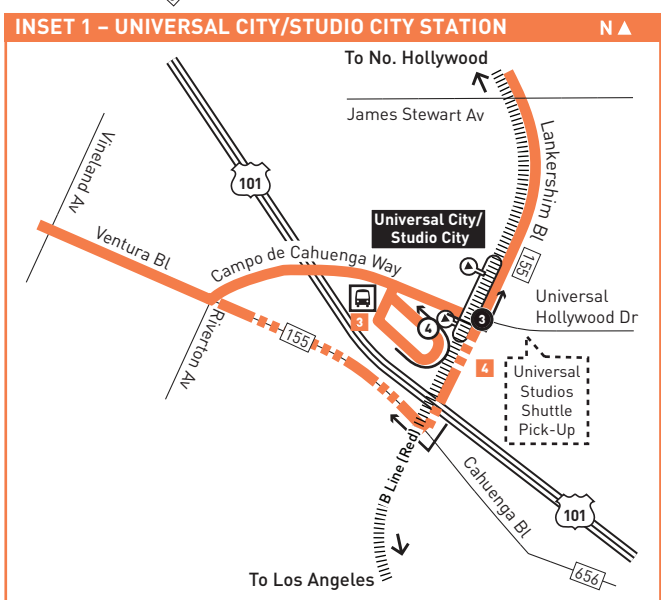 INSET 1 – UNIVERSAL CITY/STUDIO CITY STATION
N
To No. Hollywood
James Stewart Av
Lankershim Bl
Vineland Av
101
Universal City/
Studio City
Ventura Bl
Campo de Cahuenga Way
155
Universal
Hollywood Dr
3
4
3
Riverton Av
155
4
Universal
Studios
Shuttle
Pick-Up
B Line (Red)
Cahuenga Bl
101
656
To Los Angeles